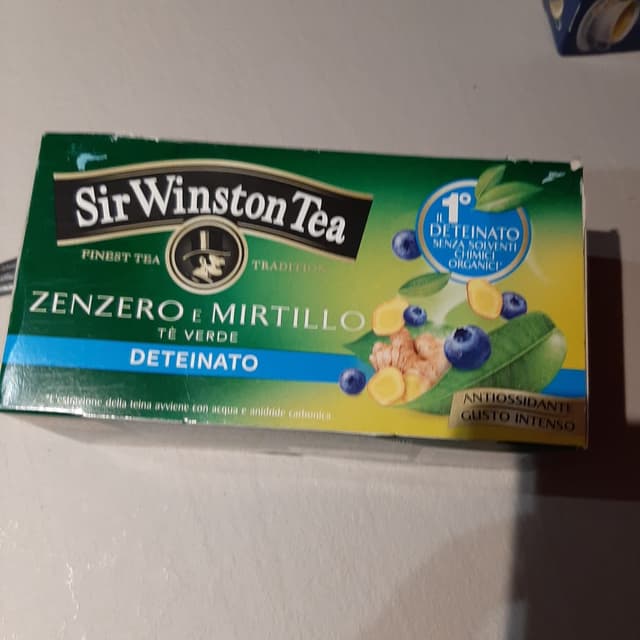 Sir Winston Tea
FINEST TEA TRADITION
ZENZERO E MIRTILLO
TÈ VERDE
DETEINATO
*L'estrazione della teina avviene con acqua e anidride carbonica
IL 1°
DETEINATO
SENZA SOLVENTI
CHIMICI
ORGANICI*
ANTIOSSIDANTE
GUSTO INTENSO